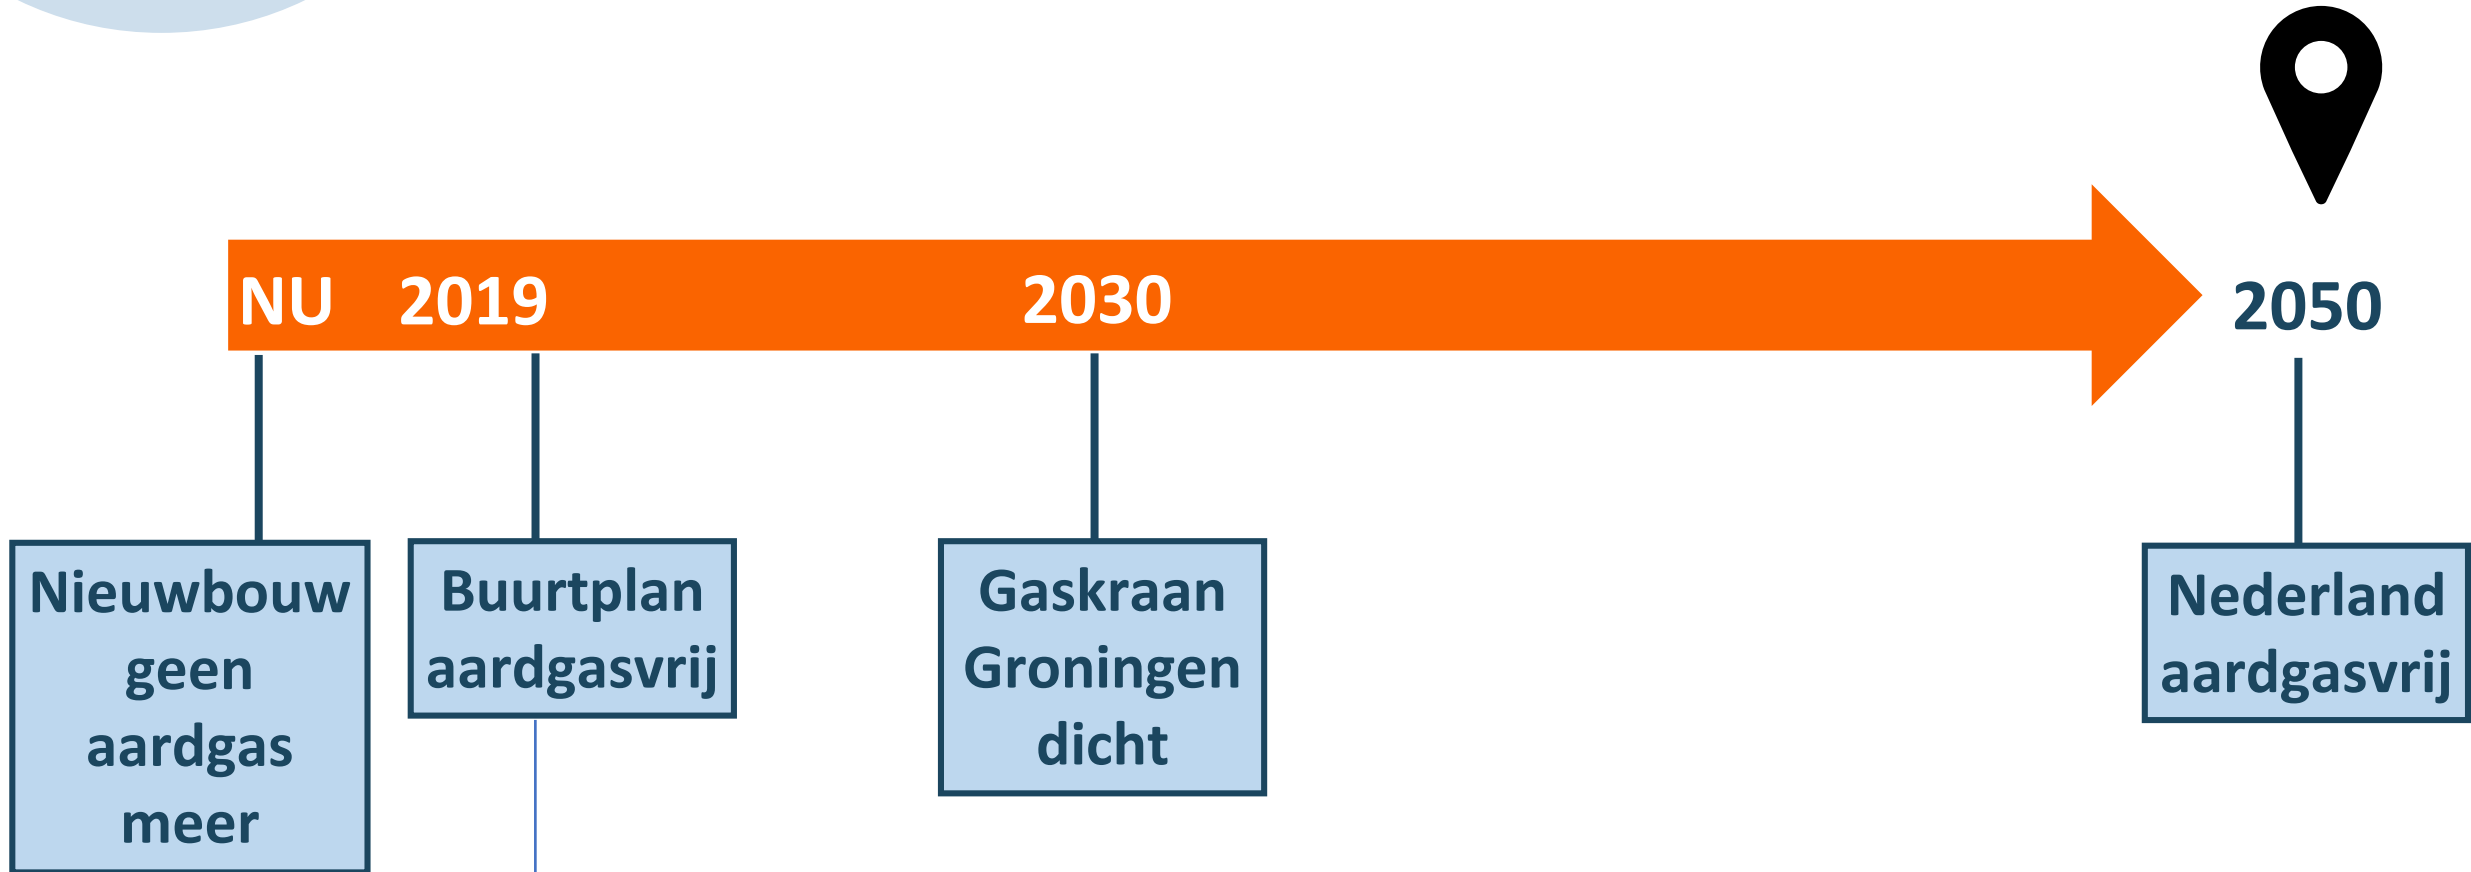 NU 2019 2030 2050
Nieuwbouw
geen
aardgas
meer
Buurtplan
aardgasvrij
Gaskraan
Groningen
dicht
Nederland
aardgasvrij